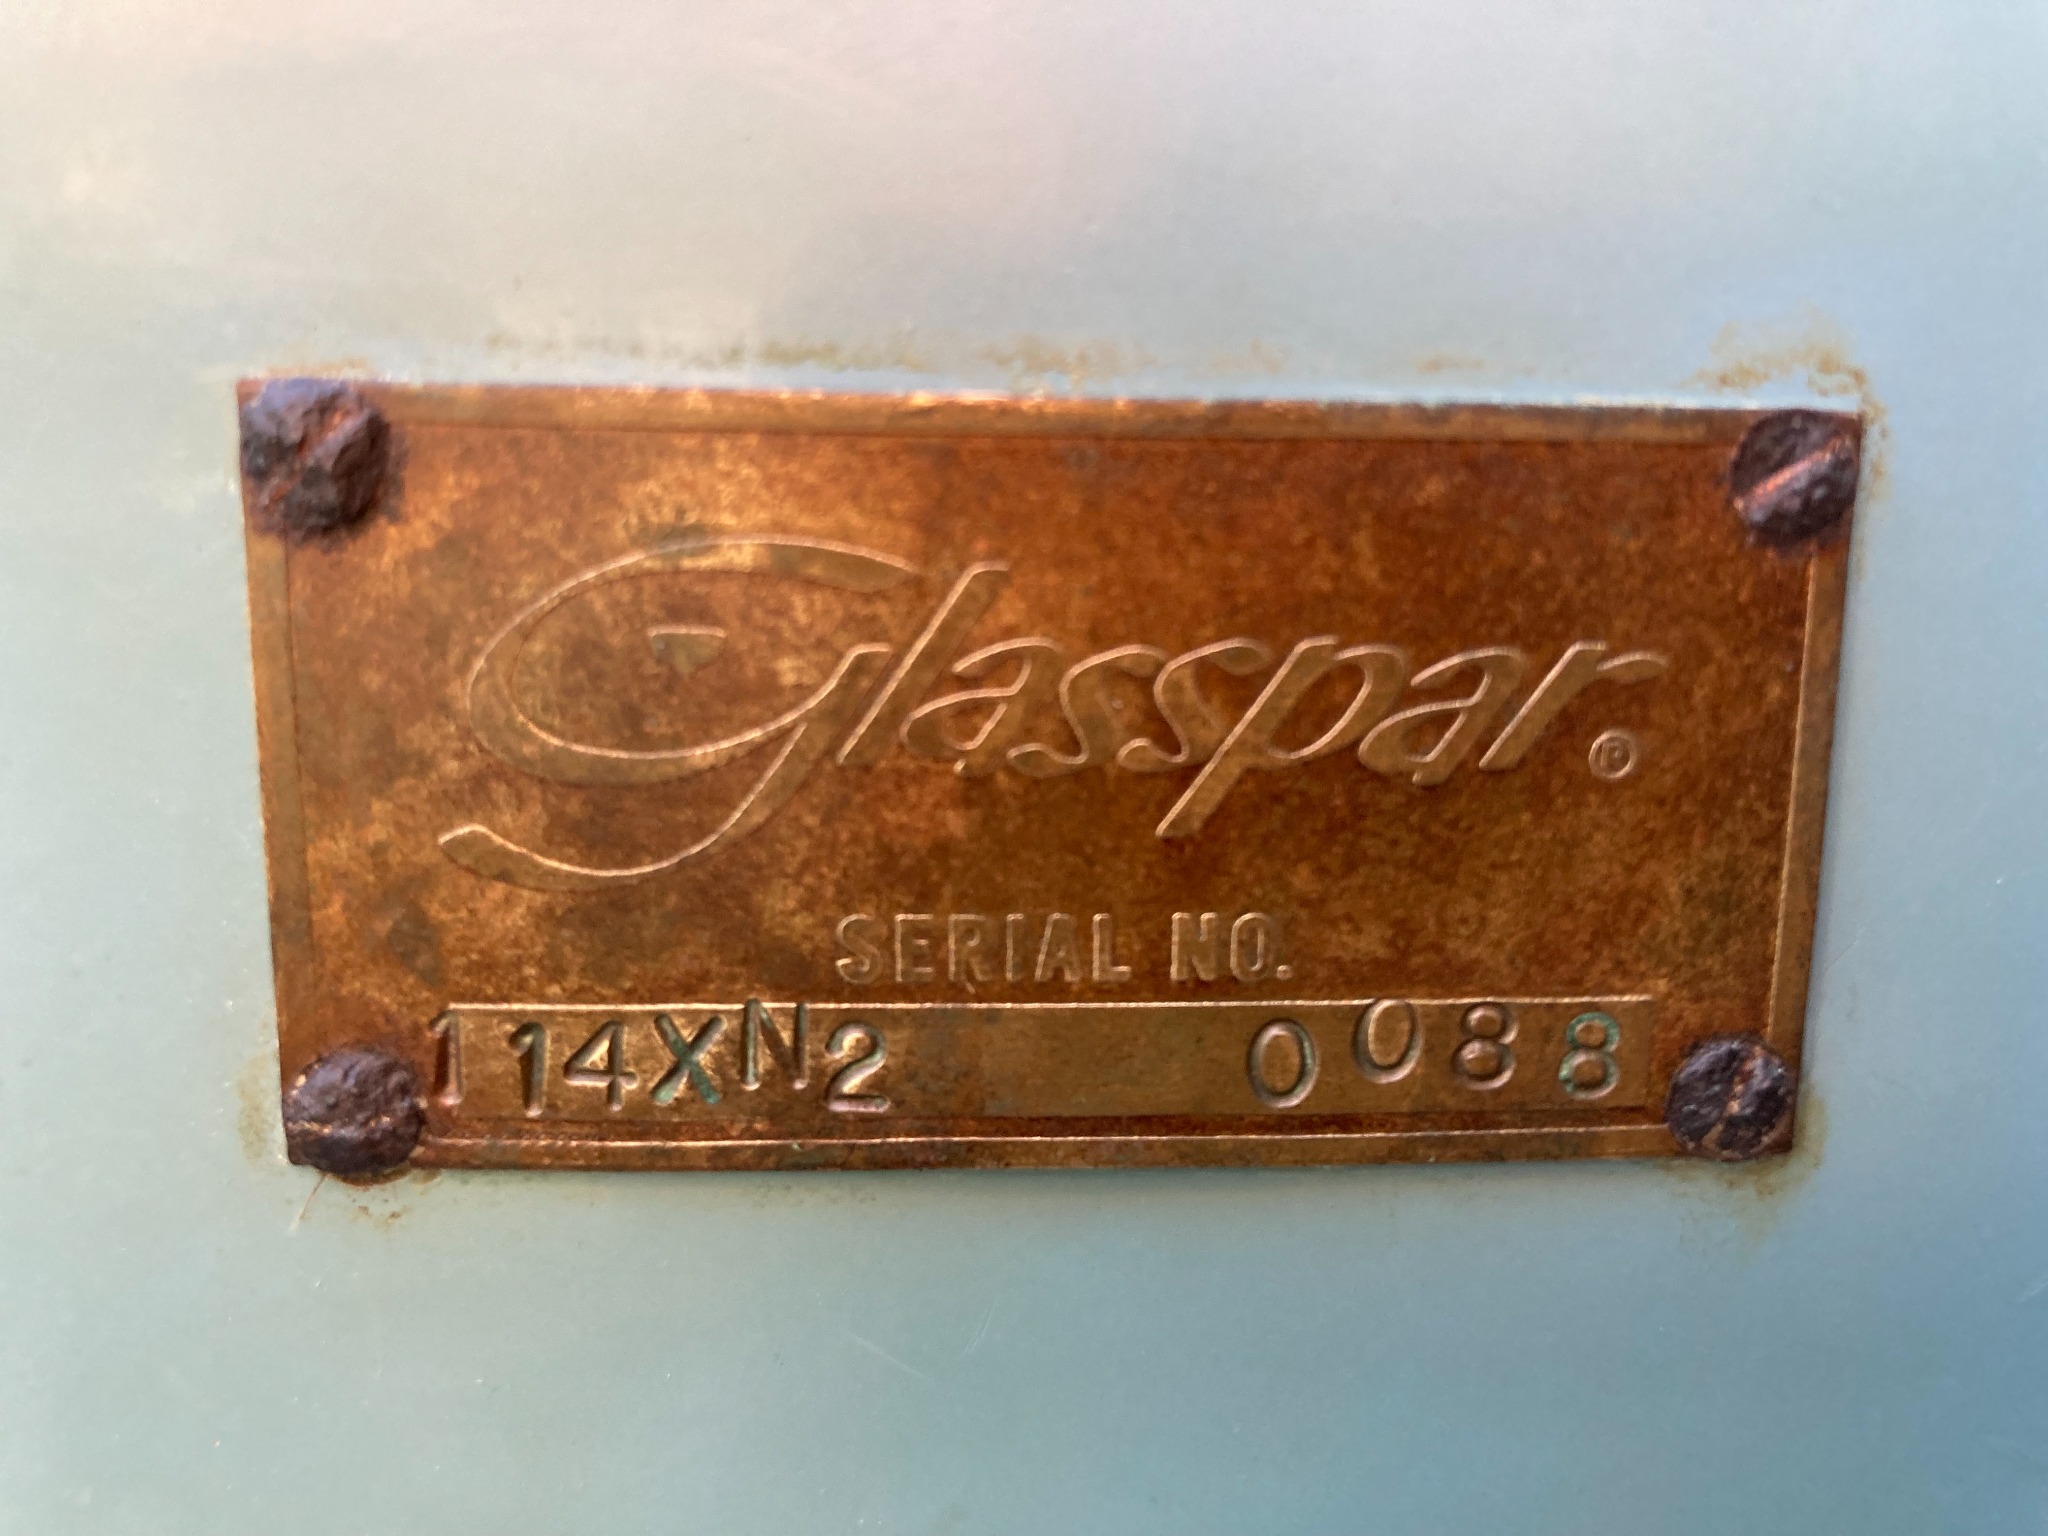 Glasspar®
SERIAL NO.
114XN2 0088